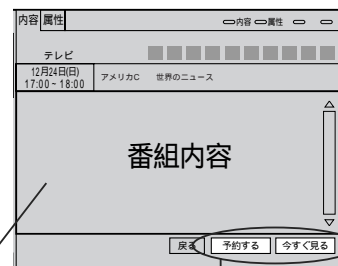 内容 属性 内容 属性
テレビ
12月24日(日) アメリカC 世界のニュース
17:00~18:00
番組内容
戻る 予約する 今すぐ見る